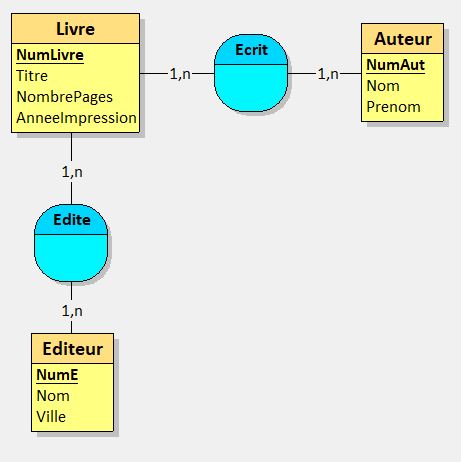 Livre
NumLivre
Titre
NombrePages
AnneeImpression
1,n
Ecrit
1,n
Auteur
NumAut
Nom
Prenom
1,n
Edite
1,n
Editeur
NumE
Nom
Ville